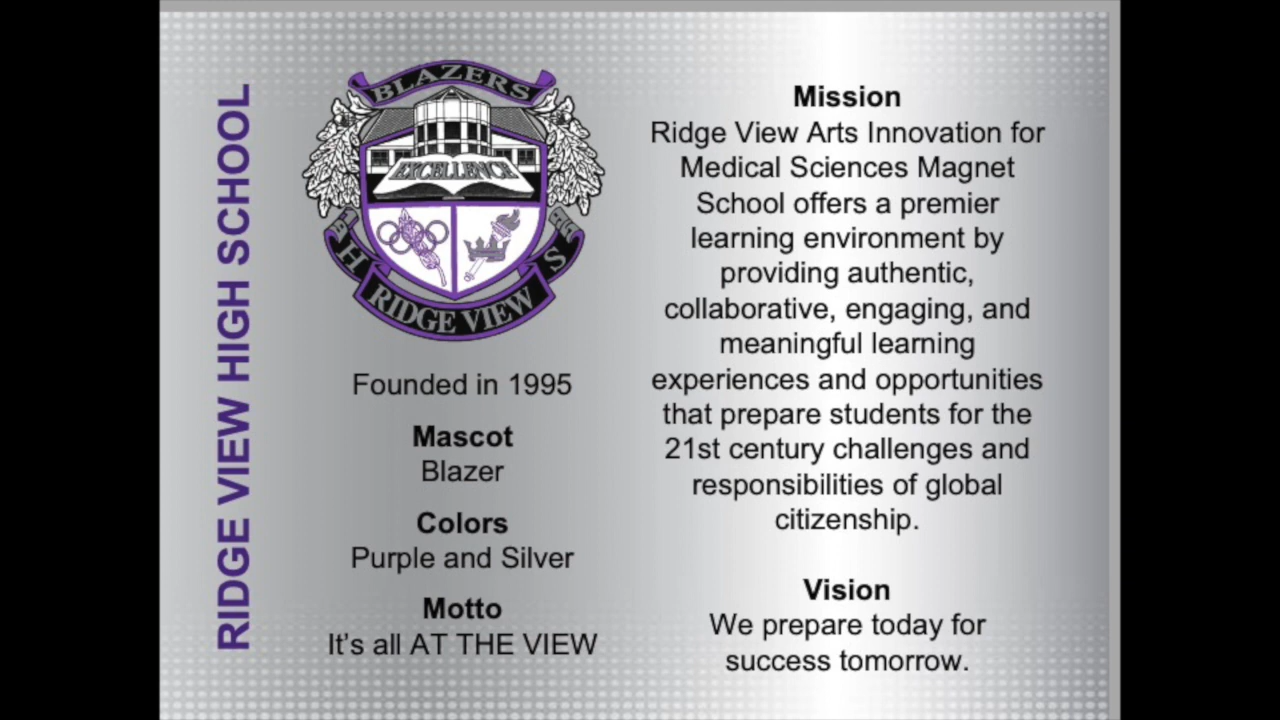 RIDGE VIEW HIGH SCHOOL
BLAZERS
EXCELLENCE
H S
RIDGE VIEW
Founded in 1995
Mascot
Blazer
Colors
Purple and Silver
Motto
It's all AT THE VIEW
Mission
Ridge View Arts Innovation for
Medical Sciences Magnet
School offers a premier
learning environment by
providing authentic,
collaborative, engaging, and
meaningful learning
experiences and opportunities
that prepare students for the
21st century challenges and
responsibilities of global
citizenship.
Vision
We prepare today for
success tomorrow.